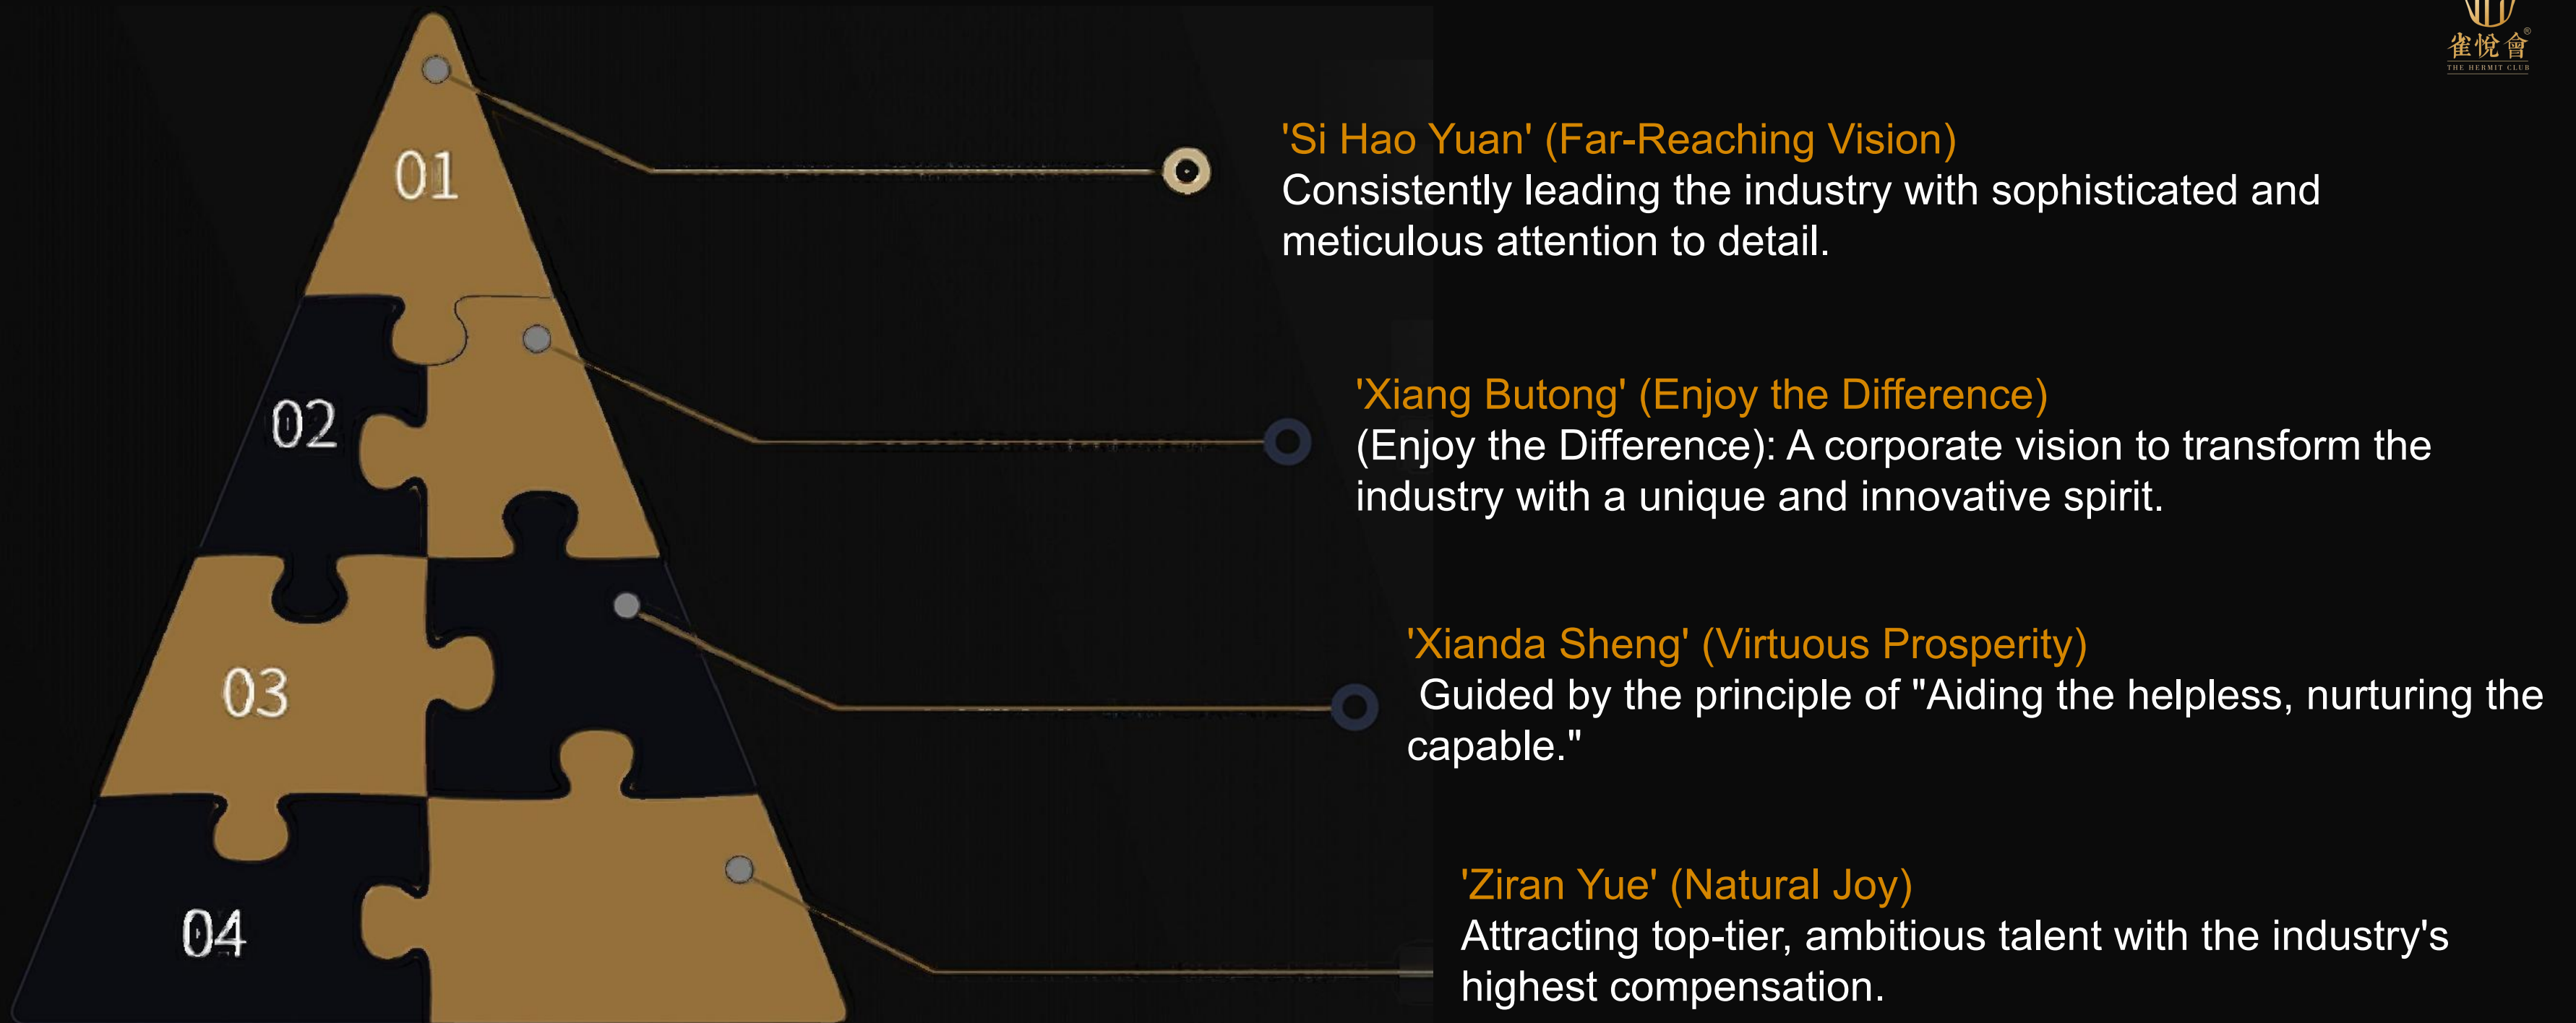 雀悅會®
THE HERMIT CLUB
01
'Si Hao Yuan' (Far-Reaching Vision)
Consistently leading the industry with sophisticated and
meticulous attention to detail.
02
'Xiang Butong' (Enjoy the Difference)
(Enjoy the Difference): A corporate vision to transform the
industry with a unique and innovative spirit.
03
'Xianda Sheng' (Virtuous Prosperity)
Guided by the principle of "Aiding the helpless, nurturing the
capable."
04
'Ziran Yue' (Natural Joy)
Attracting top-tier, ambitious talent with the industry's
highest compensation.